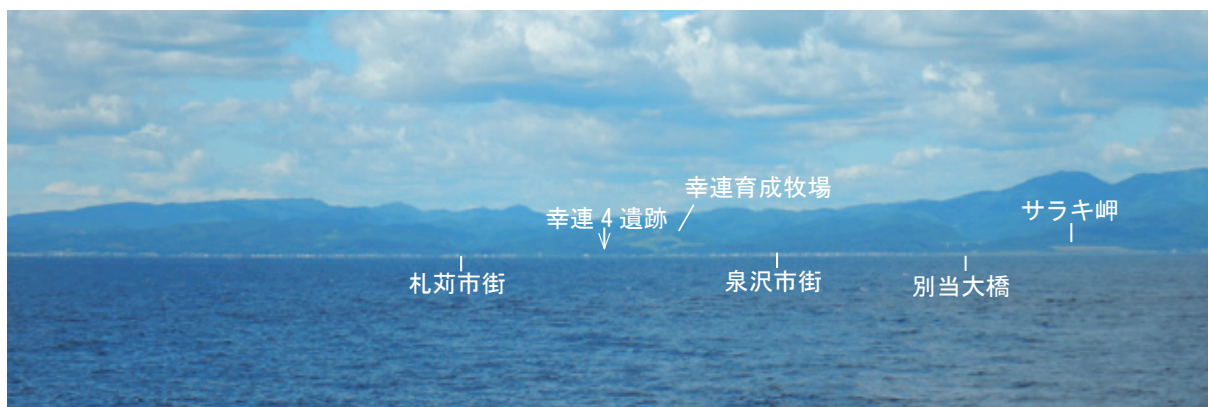 幸連育成牧場
幸連4遺跡
サラキ岬
札苅市街
泉沢市街
別当大橋